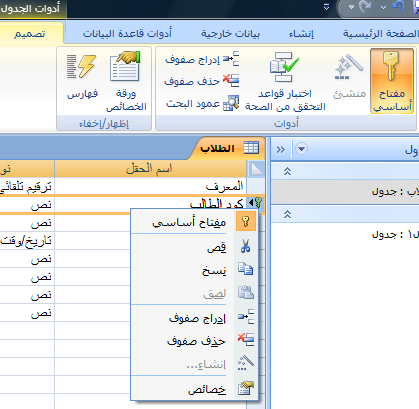 أدوات الجدول
الصفحة الرئيسية
إنشاء
بيانات خارجية
أدوات قاعدة البيانات
تصميم
مفتاح أساسي
منشئ
اختبار قواعد التحقق من الصحة
إدراج صفوف
حذف صفوف
عمود البحث
أدوات
ورقة الخصائص
فهارس
إظهار/إخفاء
الطلاب
اسم الحقل
نو
المعرف
ترقيم تلقائي
كود الطالب
نص
تاريخ/وقت
نص
نص
نص
نص
مفتاح أساسي
قص
نسخ
لصق
إدراج صفوف
حذف صفوف
إنشاء...
خصائص
ول
لاب : جدول
ل١ : جدول